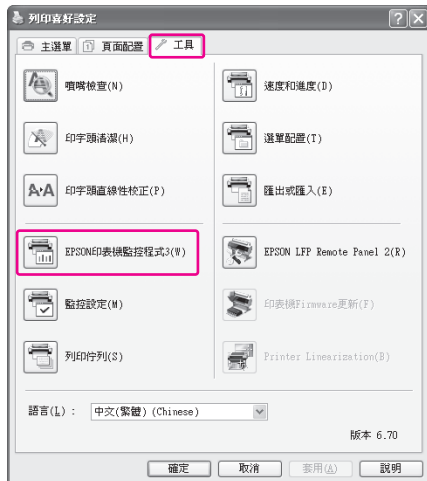 列印喜好設定
主選單 頁面配置 工具
噴嘴檢查(N)
速度和進度(D)
印字頭清潔(H)
選單配置(T)
A A 印字頭直線性校正(P)
匯出或匯入(E)
EPSON印表機監控程式3(W)
EPSON LFP Remote Panel 2(R)
監控設定(M)
印表機Firmware更新(F)
列印佇列(S)
Printer Linearization(B)
語言(L): 中文(繁體) (Chinese)
版本 6.70
確定 取消 套用(A) 說明